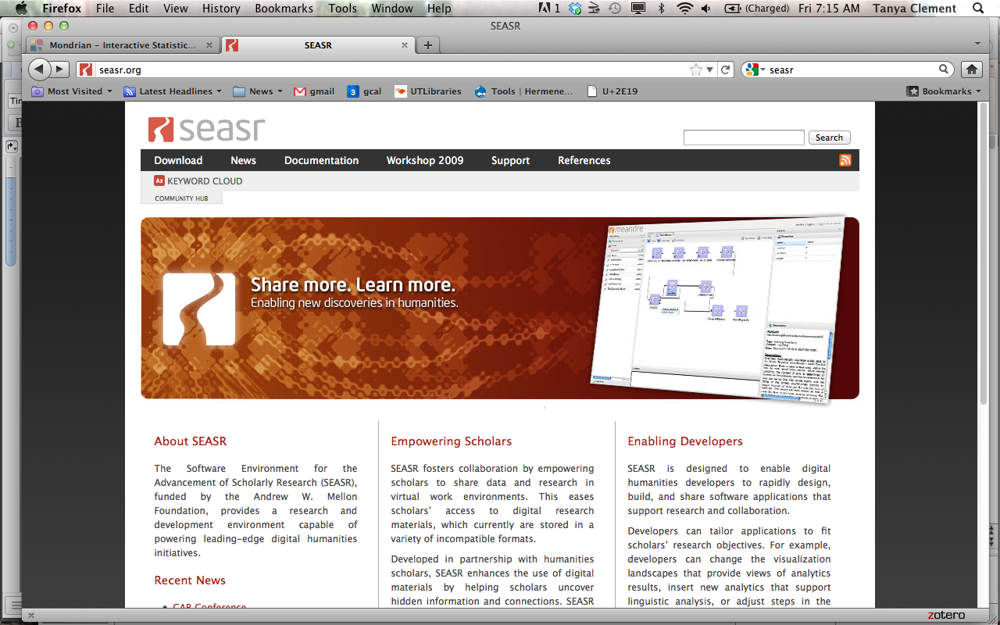 Firefox File Edit View History Bookmarks Tools Window Help 1 (Charged) Fri 7:15 AM Tanya Clement
SEASR
Mondrian – Interactive Statistic... SEASR
seasr.org seasr
Most Visited Latest Headlines News gmail gcal UTLibraries Tools | Hermene... U+2E19 Bookmarks
seasr
Search
Download News Documentation Workshop 2009 Support References
Az KEYWORD CLOUD
COMMUNITY HUB
meandre
Share more. Learn more.
Enabling new discoveries in humanities.
About SEASR
The Software Environment for the
Advancement of Scholarly Research (SEASR),
funded by the Andrew W. Mellon
Foundation, provides a research and
development environment capable of
powering leading-edge digital humanities
initiatives.
Recent News
CAR Conference
Empowering Scholars
SEASR fosters collaboration by empowering
scholars to share data and research in
virtual work environments. This eases
scholars' access to digital research
materials, which currently are stored in a
variety of incompatible formats.
Developed in partnership with humanities
scholars, SEASR enhances the use of digital
materials by helping scholars uncover
hidden information and connections. SEASR
Enabling Developers
SEASR is designed to enable digital
humanities developers to rapidly design,
build, and share software applications that
support research and collaboration.
Developers can tailor applications to fit
scholars' research objectives. For example,
developers can change the visualization
landscapes that provide views of analytics
results, insert new analytics that support
linguistic analysis, or adjust steps in the
zotero